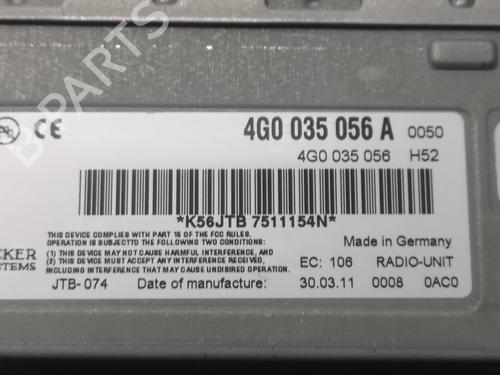 CE 4G0 035 056 A 0050
4G0 035 056 H52
*K56JTB 7511154N*
THIS DEVICE COMPLIES WITH PART 15 OF THE FCC RULES.
OPERATION IS SUBJECTTO THE FOLLOWING TWO CONDITIONS:
(1) THIS DEVICE MAY NOT CAUSE HARMFUL INTERFERENCE, AND
(2) THIS DEVICE MUST ACCEPT ANY INTERFERENCE RECEIVED,
INCLUDING INTERFERENCE THAT MAY CAUSE UNDESIRED OPERATION.
Made in Germany
EC: 106 RADIO-UNIT
JTB- 074 Date of manufacture: 30.03.11 0008 0AC0